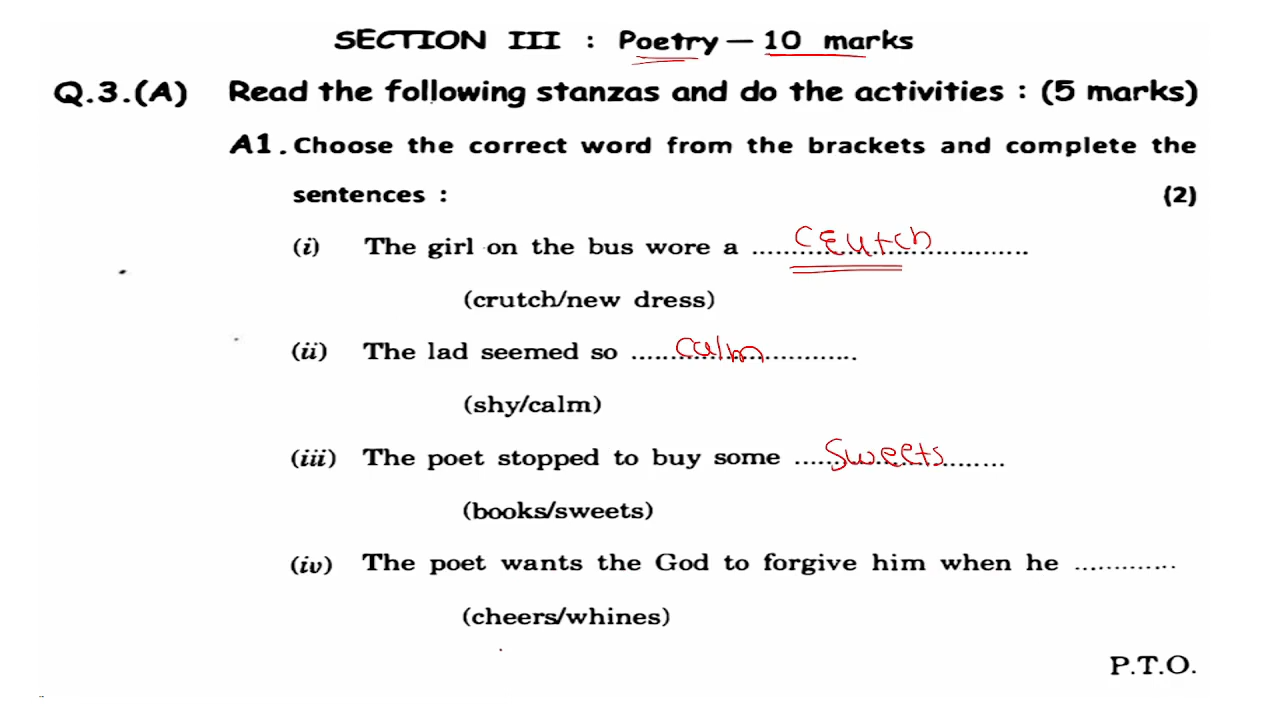 SECTION III : Poetry — 10 marks
Q.3.(A) Read the following stanzas and do the activities : (5 marks)
A1. Choose the correct word from the brackets and complete the
sentences : (2)
(i) The girl on the bus wore a ........crutch........
(crutch/new dress)
(ii) The lad seemed so ........calm........
(shy/calm)
(iii) The poet stopped to buy some ........sweets........
(books/sweets)
(iv) The poet wants the God to forgive him when he .............
(cheers/whines)
P.T.O.